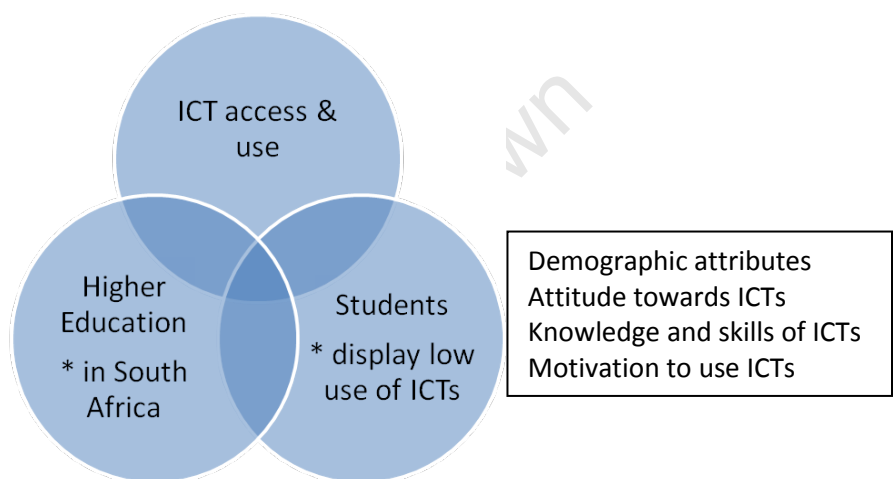 ICT access &
use
Higher
Education
* in South
Africa
Students
* display low
use of ICTs
Demographic attributes
Attitude towards ICTs
Knowledge and skills of ICTs
Motivation to use ICTs